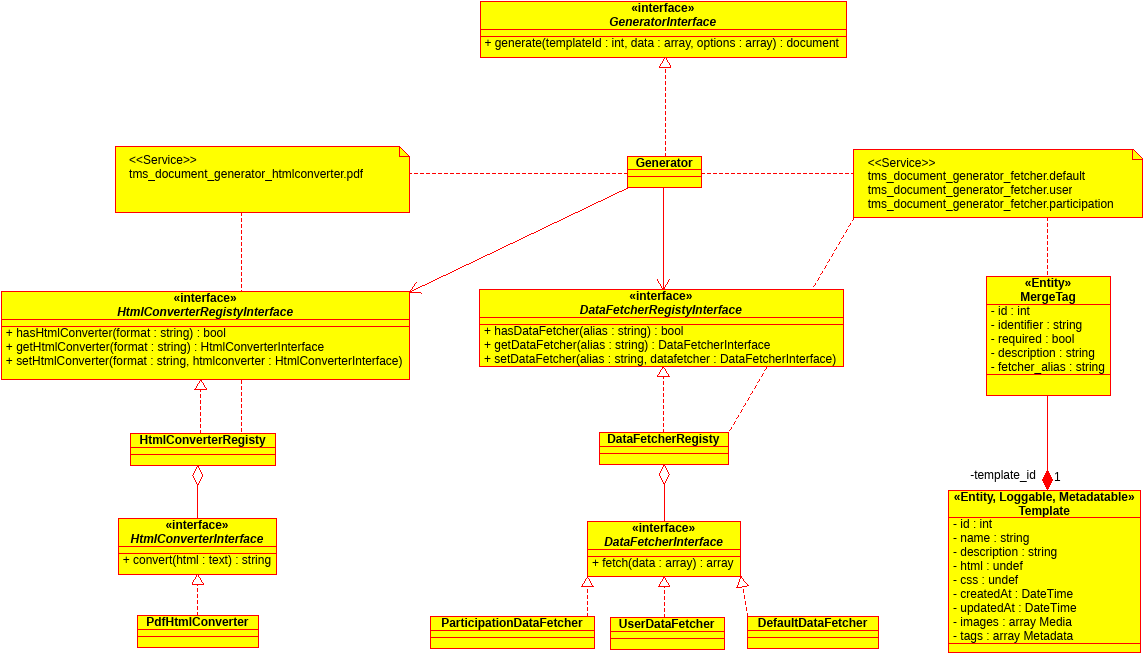 «interface»
GeneratorInterface
+ generate(templateId : int, data : array, options : array) : document
<<Service>>
tms_document_generator_htmlconverter.pdf
Generator
<<Service>>
tms_document_generator_fetcher.default
tms_document_generator_fetcher.user
tms_document_generator_fetcher.participation
«interface»
HtmlConverterRegistyInterface
+ hasHtmlConverter(format : string) : bool
+ getHtmlConverter(format : string) : HtmlConverterInterface
+ setHtmlConverter(format : string, htmlconverter : HtmlConverterInterface)
«interface»
DataFetcherRegistyInterface
+ hasDataFetcher(alias : string) : bool
+ getDataFetcher(alias : string) : DataFetcherInterface
+ setDataFetcher(alias : string, datafetcher : DataFetcherInterface)
«Entity»
MergeTag
- id : int
- identifier : string
- required : bool
- description : string
- fetcher_alias : string
HtmlConverterRegisty
DataFetcherRegisty
-template_id
1
«interface»
HtmlConverterInterface
+ convert(html : text) : string
«interface»
DataFetcherInterface
+ fetch(data : array) : array
«Entity, Loggable, Metadatable»
Template
- id : int
- name : string
- description : string
- html : undef
- css : undef
- createdAt : DateTime
- updatedAt : DateTime
- images : array Media
- tags : array Metadata
PdfHtmlConverter
ParticipationDataFetcher
UserDataFetcher
DefaultDataFetcher